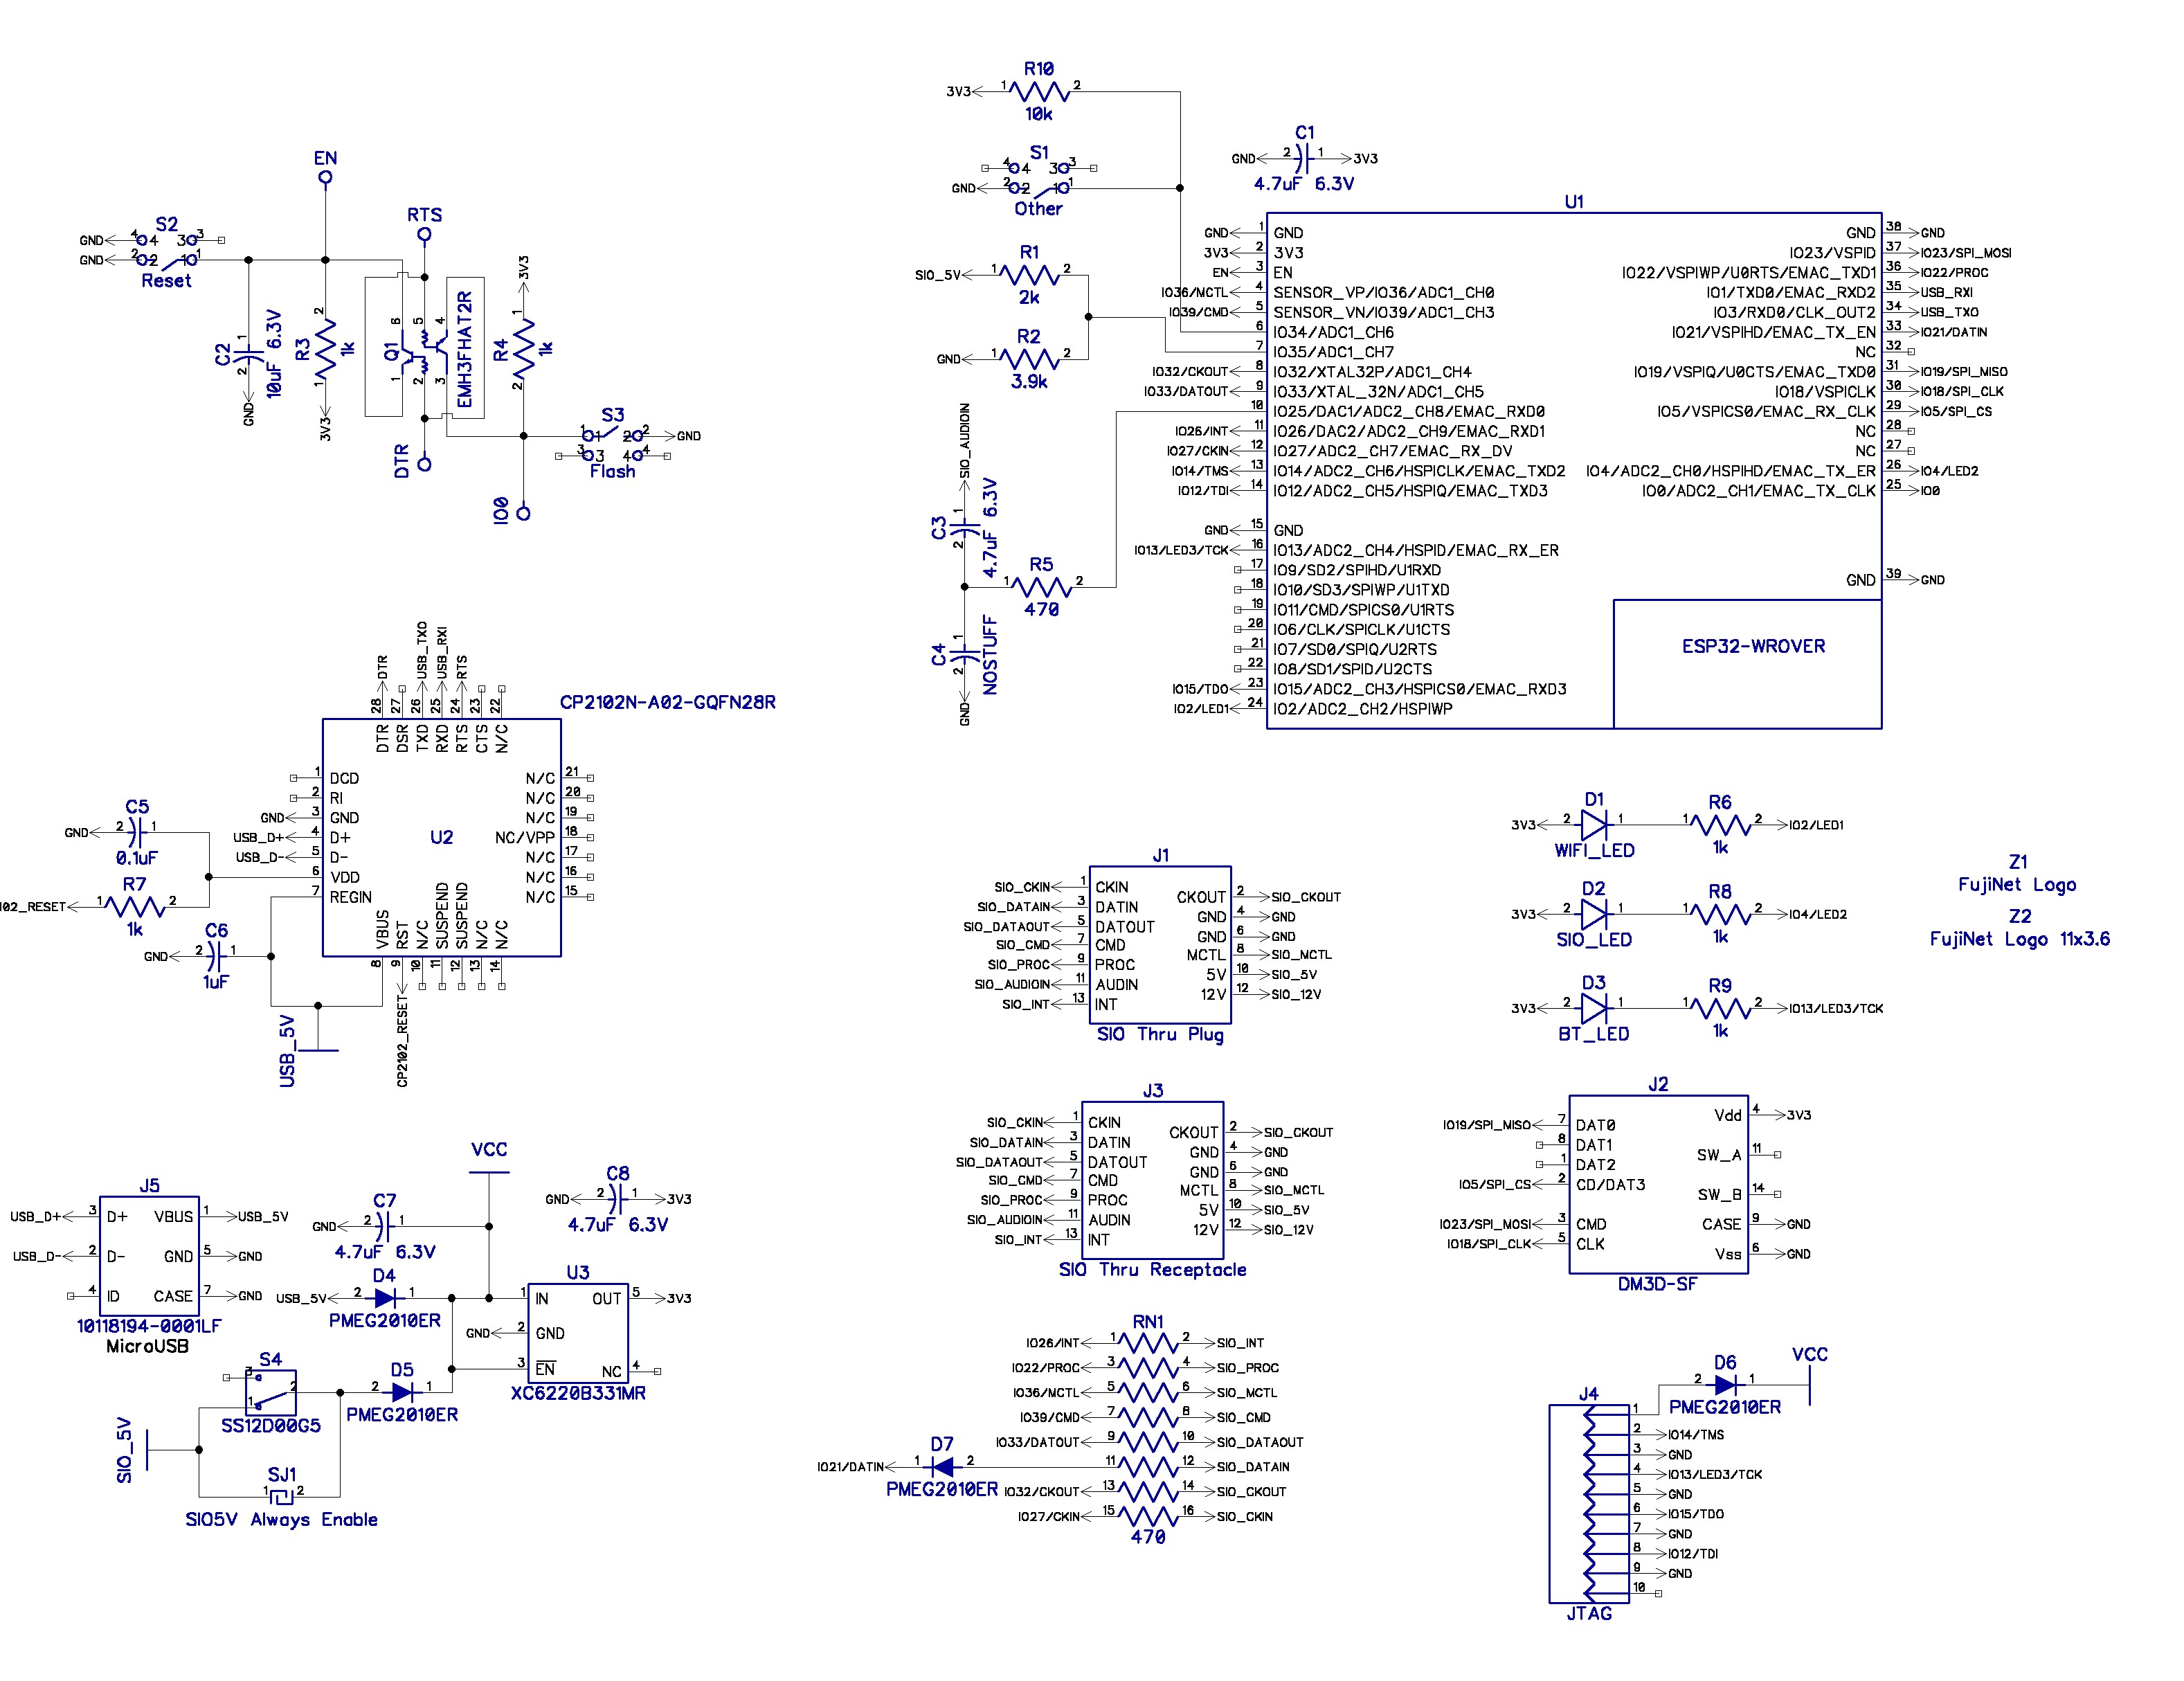 R10
3V3 1 2
10k
C1
GND 2 1 3V3
4.7uF 6.3V
S1
4 4 3 3
GND 2 2 1 1
Other
R1
SIO_5V 1 2
2k
R2
GND 1 2
3.9k
SIO_AUDIOIN
C3
1
2
4.7uF 6.3V
R5
1 2
470
C4
1
2
NOSTUFF
GND
EN
S2
GND 4 4 3 3
GND 2 2 1 1
Reset
C2
1
2
10uF 6.3V
GND
R3
2
1
1k
3V3
RTS
Q1
6 5 4
1 2 3
EMH3FHAT2R
DTR
3V3
R4
1
2
1k
S3
1 1 2 2 GND
3 3 4 4
Flash
IO0
U1
GND 1 GND
3V3 2 3V3
EN 3 EN
IO36/MCTL 4 SENSOR_VP/IO36/ADC1_CH0
IO39/CMD 5 SENSOR_VN/IO39/ADC1_CH3
6 IO34/ADC1_CH6
7 IO35/ADC1_CH7
IO32/CKOUT 8 IO32/XTAL32P/ADC1_CH4
IO33/DATOUT 9 IO33/XTAL_32N/ADC1_CH5
10 IO25/DAC1/ADC2_CH8/EMAC_RXD0
IO26/INT 11 IO26/DAC2/ADC2_CH9/EMAC_RXD1
IO27/CKIN 12 IO27/ADC2_CH7/EMAC_RX_DV
IO14/TMS 13 IO14/ADC2_CH6/HSPICLK/EMAC_TXD2
IO12/TDI 14 IO12/ADC2_CH5/HSPIQ/EMAC_TXD3
GND 15 GND
IO13/LED3/TCK 16 IO13/ADC2_CH4/HSPID/EMAC_RX_ER
17 IO9/SD2/SPIHD/U1RXD
18 IO10/SD3/SPIWP/U1TXD
19 IO11/CMD/SPICS0/U1RTS
20 IO6/CLK/SPICLK/U1CTS
21 IO7/SD0/SPIQ/U2RTS
22 IO8/SD1/SPID/U2CTS
IO15/TDO 23 IO15/ADC2_CH3/HSPICS0/EMAC_RXD3
IO2/LED1 24 IO2/ADC2_CH2/HSPIWP
GND 38 GND
IO23/VSPID 37 IO23/SPI_MOSI
IO22/VSPIWP/U0RTS/EMAC_TXD1 36 IO22/PROC
IO1/TXD0/EMAC_RXD2 35 USB_RXI
IO3/RXD0/CLK_OUT2 34 USB_TXO
IO21/VSPIHD/EMAC_TX_EN 33 IO21/DATIN
NC 32
IO19/VSPIQ/U0CTS/EMAC_TXD0 31 IO19/SPI_MISO
IO18/VSPICLK 30 IO18/SPI_CLK
IO5/VSPICS0/EMAC_RX_CLK 29 IO5/SPI_CS
NC 28
NC 27
IO4/ADC2_CH0/HSPIHD/EMAC_TX_ER 26 IO4/LED2
IO0/ADC2_CH1/EMAC_TX_CLK 25 IO0
GND 39 GND
ESP32-WROVER
DTR USB_TXO USB_RXI RTS
28 27 26 25 24 23 22
DTR DSR TXD RXD RTS CTS N/C
CP2102N-A02-GQFN28R
U2
1 DCD
2 RI
GND 3 GND
USB_D+ 4 D+
USB_D- 5 D-
6 VDD
7 REGIN
N/C 21
N/C 20
N/C 19
NC/VPP 18
N/C 17
N/C 16
N/C 15
VBUS RST N/C SUSPEND SUSPEND N/C N/C
8 9 10 11 12 13 14
CP2102_RESET
C5
GND 2 1
0.1uF
R7
102_RESET 1 2
1k
C6
GND 2 1
1uF
USB_5V
J1
SIO_CKIN 1 CKIN
SIO_DATAIN 3 DATIN
SIO_DATAOUT 5 DATOUT
SIO_CMD 7 CMD
SIO_PROC 9 PROC
SIO_AUDIOIN 11 AUDIN
SIO_INT 13 INT
CKOUT 2 SIO_CKOUT
GND 4 GND
GND 6 GND
MCTL 8 SIO_MCTL
5V 10 SIO_5V
12V 12 SIO_12V
SIO Thru Plug
D1 R6
3V3 2 1 1 2 IO2/LED1
WIFI_LED 1k
D2 R8
3V3 2 1 1 2 IO4/LED2
SIO_LED 1k
D3 R9
3V3 2 1 1 2 IO13/LED3/TCK
BT_LED 1k
Z1
FujiNet Logo
Z2
FujiNet Logo 11x3.6
J3
SIO_CKIN 1 CKIN
SIO_DATAIN 3 DATIN
SIO_DATAOUT 5 DATOUT
SIO_CMD 7 CMD
SIO_PROC 9 PROC
SIO_AUDIOIN 11 AUDIN
SIO_INT 13 INT
CKOUT 2 SIO_CKOUT
GND 4 GND
GND 6 GND
MCTL 8 SIO_MCTL
5V 10 SIO_5V
12V 12 SIO_12V
SIO Thru Receptacle
J2
IO19/SPI_MISO 7 DAT0
8 DAT1
1 DAT2
IO5/SPI_CS 2 CD/DAT3
IO23/SPI_MOSI 3 CMD
IO18/SPI_CLK 5 CLK
Vdd 4 3V3
SW_A 11
SW_B 14
CASE 9 GND
Vss 6 GND
DM3D-SF
J5
USB_D+ 3 D+ VBUS 1 USB_5V
USB_D- 2 D- GND 5 GND
4 ID CASE 7 GND
10118194-0001LF
MicroUSB
VCC
C7
GND 2 1
4.7uF 6.3V
C8
GND 2 1 3V3
4.7uF 6.3V
D4
USB_5V 2 1
PMEG2010ER
U3
1 IN OUT 5 3V3
GND 2 GND
3 EN NC 4
XC6220B331MR
S4
3
1 2
SS12D00G5
D5
2 1
PMEG2010ER
SIO_5V
SJ1
1 2
SIO5V Always Enable
RN1
IO26/INT 1 2 SIO_INT
IO22/PROC 3 4 SIO_PROC
IO36/MCTL 5 6 SIO_MCTL
IO39/CMD 7 8 SIO_CMD
IO33/DATOUT 9 10 SIO_DATAOUT
D7
IO21/DATIN 1 2 11 12 SIO_DATAIN
PMEG2010ER
IO32/CKOUT 13 14 SIO_CKOUT
IO27/CKIN 15 16 SIO_CKIN
470
D6
2 1
PMEG2010ER
VCC
J4
1
2 IO14/TMS
3 GND
4 IO13/LED3/TCK
5 GND
6 IO15/TDO
7 GND
8 IO12/TDI
9 GND
10
JTAG